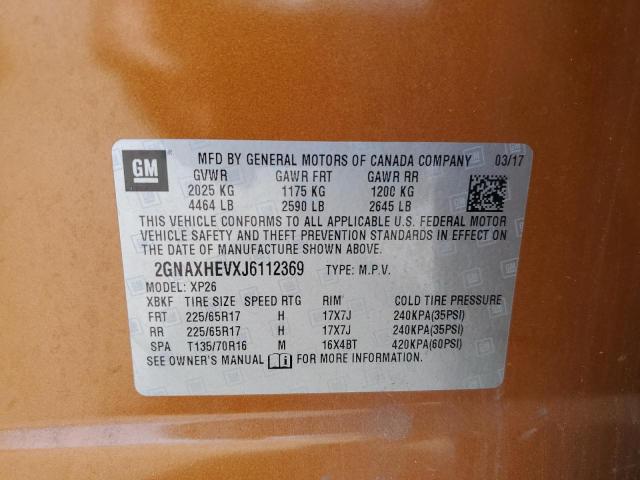 GM
MFD BY GENERAL MOTORS OF CANADA COMPANY 03/17
GVWR GAWR FRT GAWR RR
2025 KG 1175 KG 1200 KG
4464 LB 2590 LB 2645 LB
THIS VEHICLE CONFORMS TO ALL APPLICABLE U.S. FEDERAL MOTOR
VEHICLE SAFETY AND THEFT PREVENTION STANDARDS IN EFFECT ON
THE DATE OF MANUFACTURE SHOWN ABOVE.
2GNAXHEVXJ6112369 TYPE: M.P.V.
MODEL: XP26
XBKF TIRE SIZE SPEED RTG RIM COLD TIRE PRESSURE
FRT 225/65R17 H 17X7J 240KPA(35PSI)
RR 225/65R17 H 17X7J 240KPA(35PSI)
SPA T135/70R16 M 16X4BT 420KPA(60PSI)
SEE OWNER'S MANUAL FOR MORE INFORMATION.